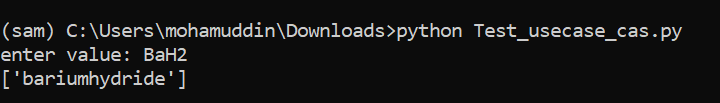 (sam) C:\Users\mohamuddin\Downloads>python Test_usecase_cas.py
enter value: BaH2
['bariumhydride']